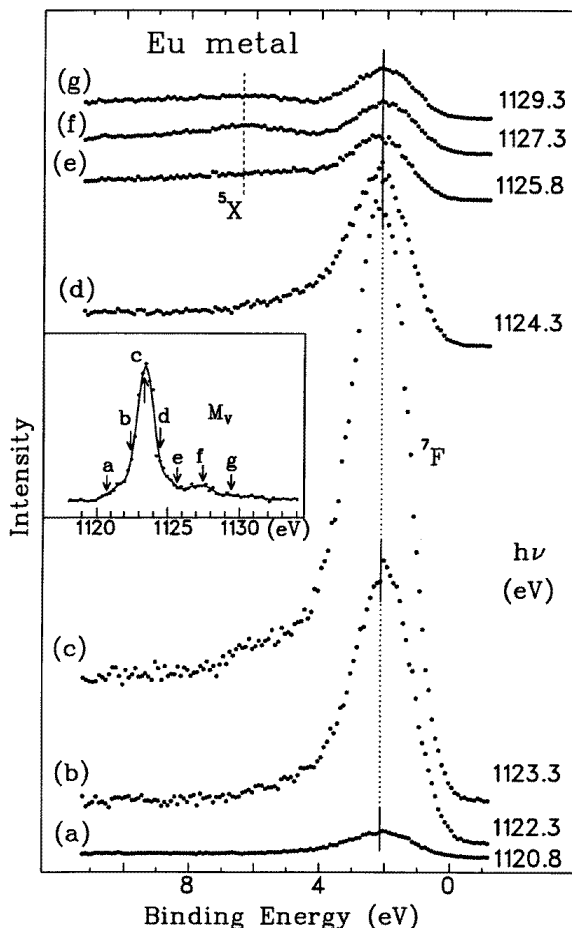 Eu metal
(g)
1129.3
(f)
1127.3
(e)
1125.8
⁵X
(d)
1124.3
c
b
d
M_V
a
e
f
g
1120 1125 1130 (eV)
Intensity
⁷F
hν
(eV)
(c)
(b)
1123.3
1122.3
(a)
1120.8
8 4 0
Binding Energy (eV)